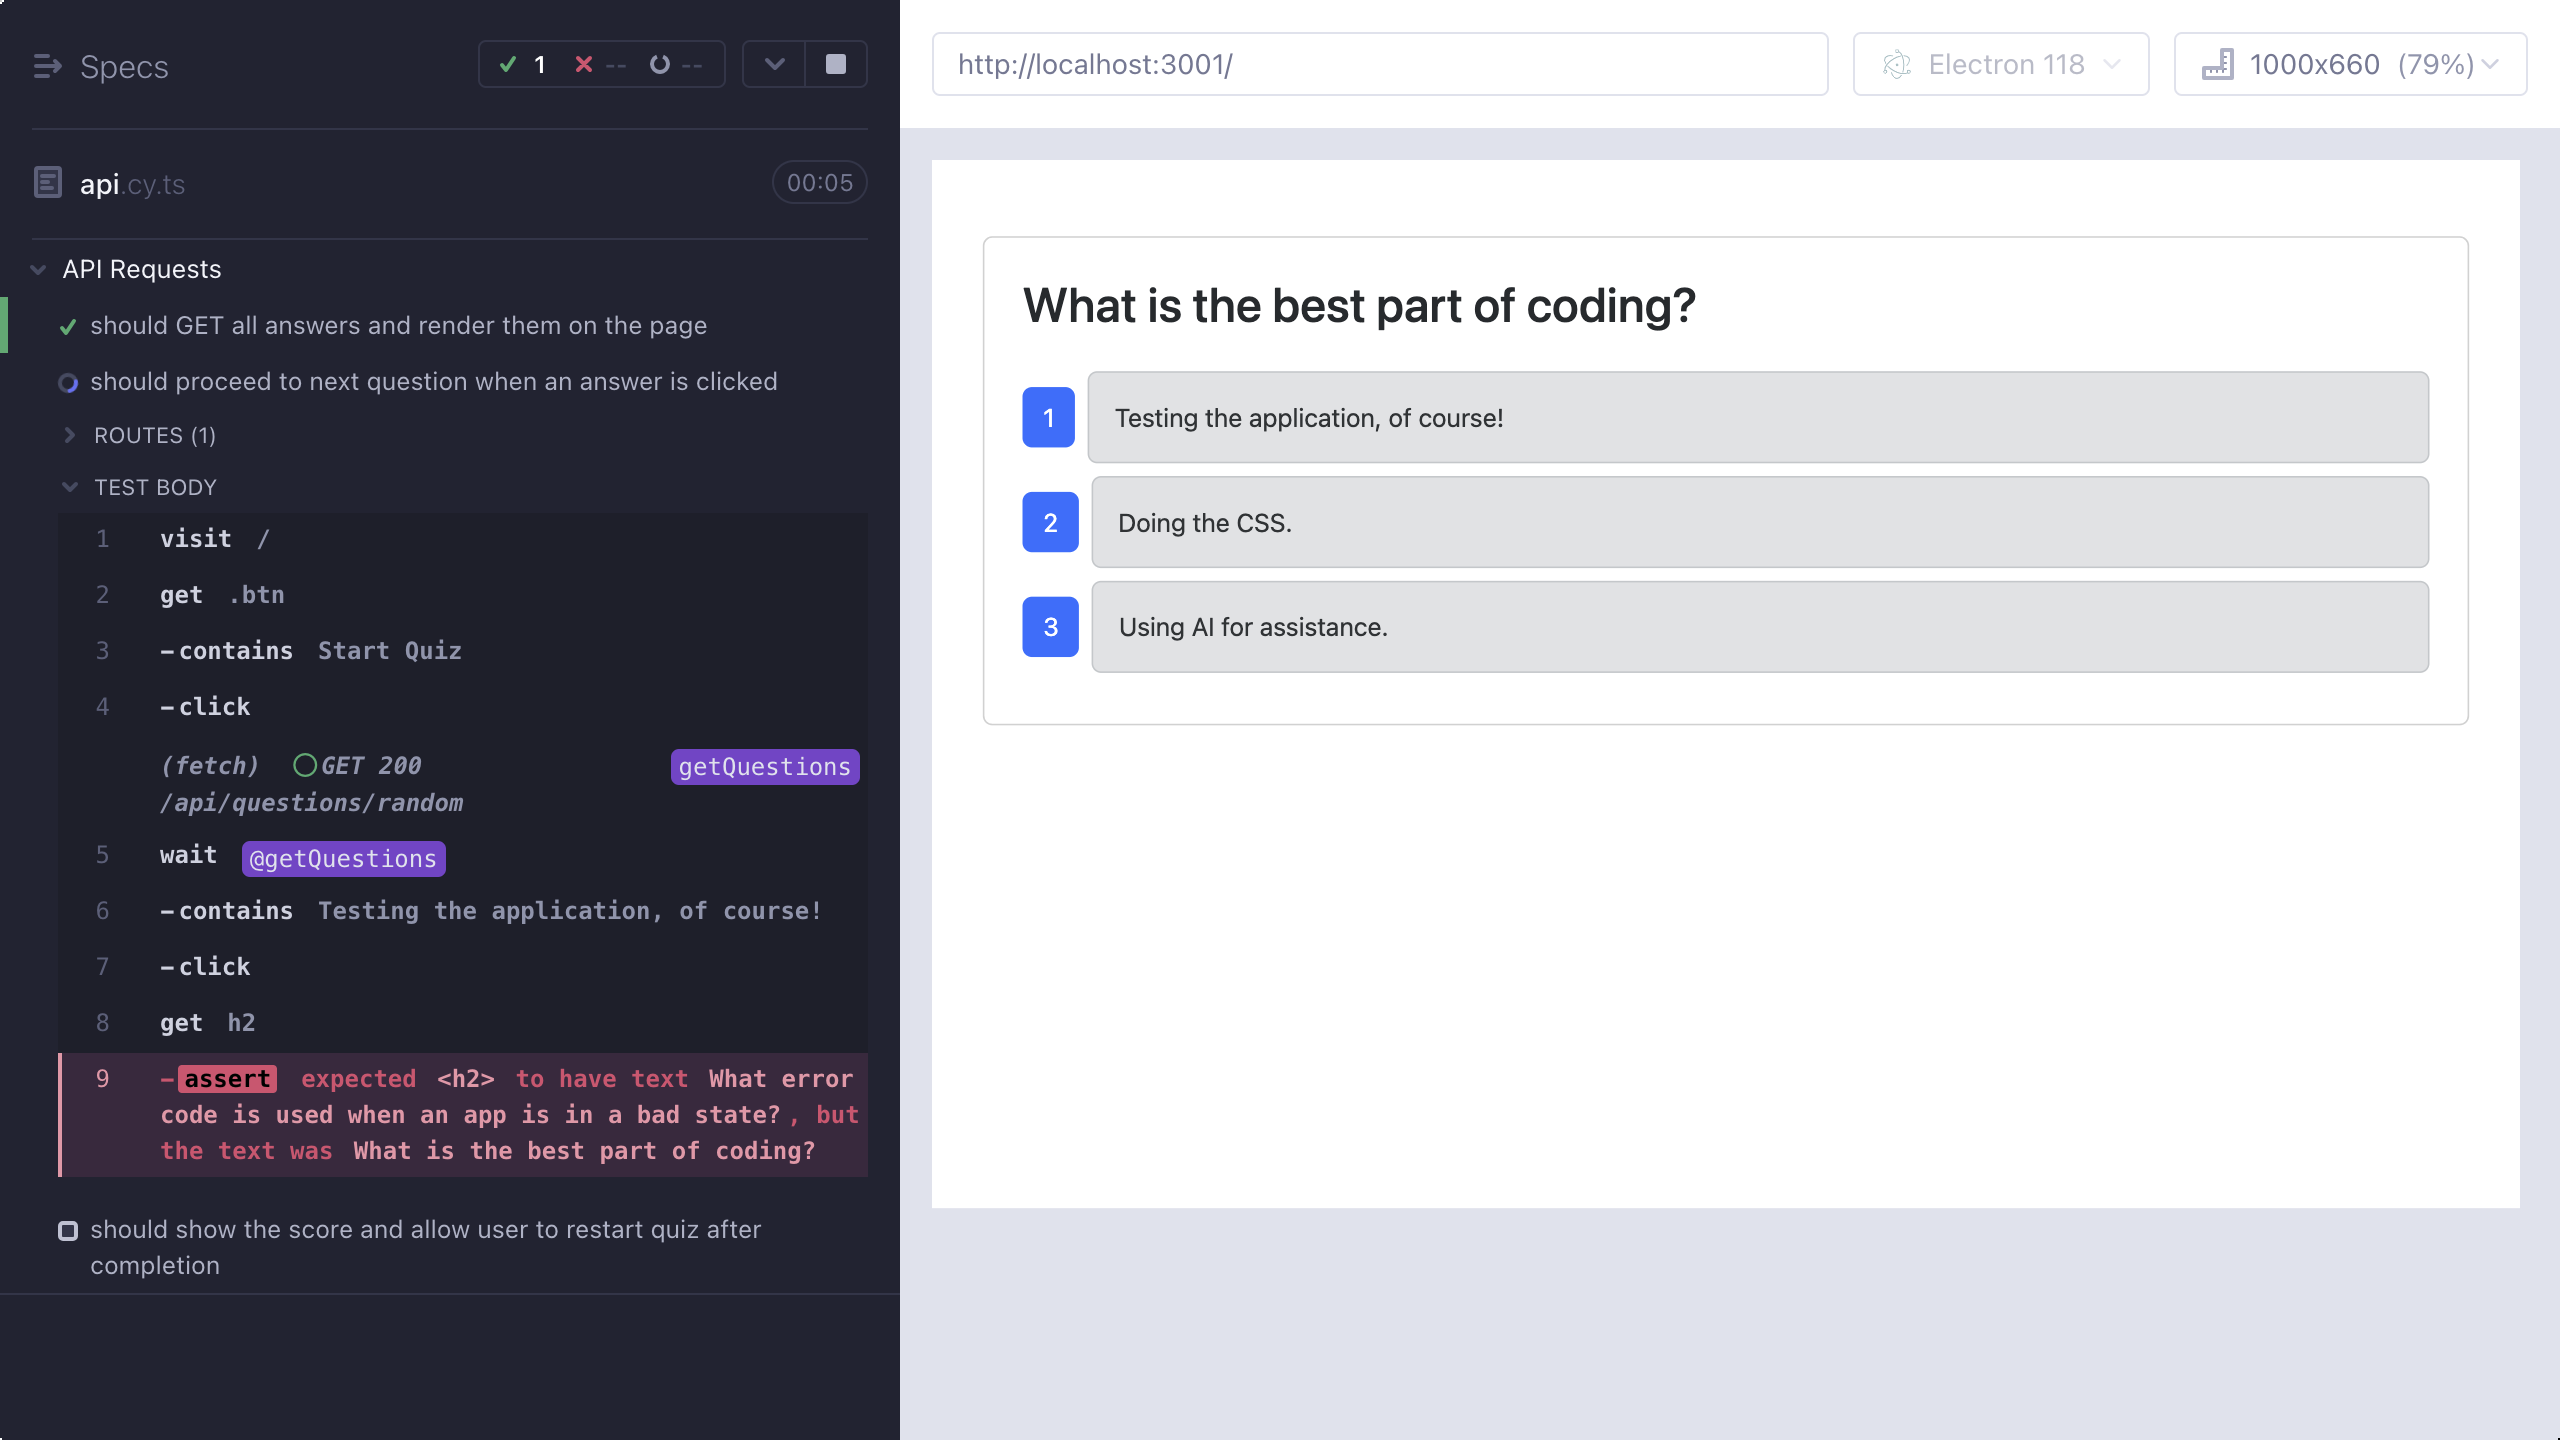 Specs
1 -- --
api.cy.ts 00:05
API Requests
should GET all answers and render them on the page
should proceed to next question when an answer is clicked
ROUTES (1)
TEST BODY
1 visit /
2 get .btn
3 -contains Start Quiz
4 -click
(fetch) GET 200 getQuestions
/api/questions/random
5 wait @getQuestions
6 -contains Testing the application, of course!
7 -click
8 get h2
9 -assert expected <h2> to have text What error
code is used when an app is in a bad state?, but
the text was What is the best part of coding?
should show the score and allow user to restart quiz after
completion
http://localhost:3001/
Electron 118
1000x660 (79%)
What is the best part of coding?
1 Testing the application, of course!
2 Doing the CSS.
3 Using AI for assistance.